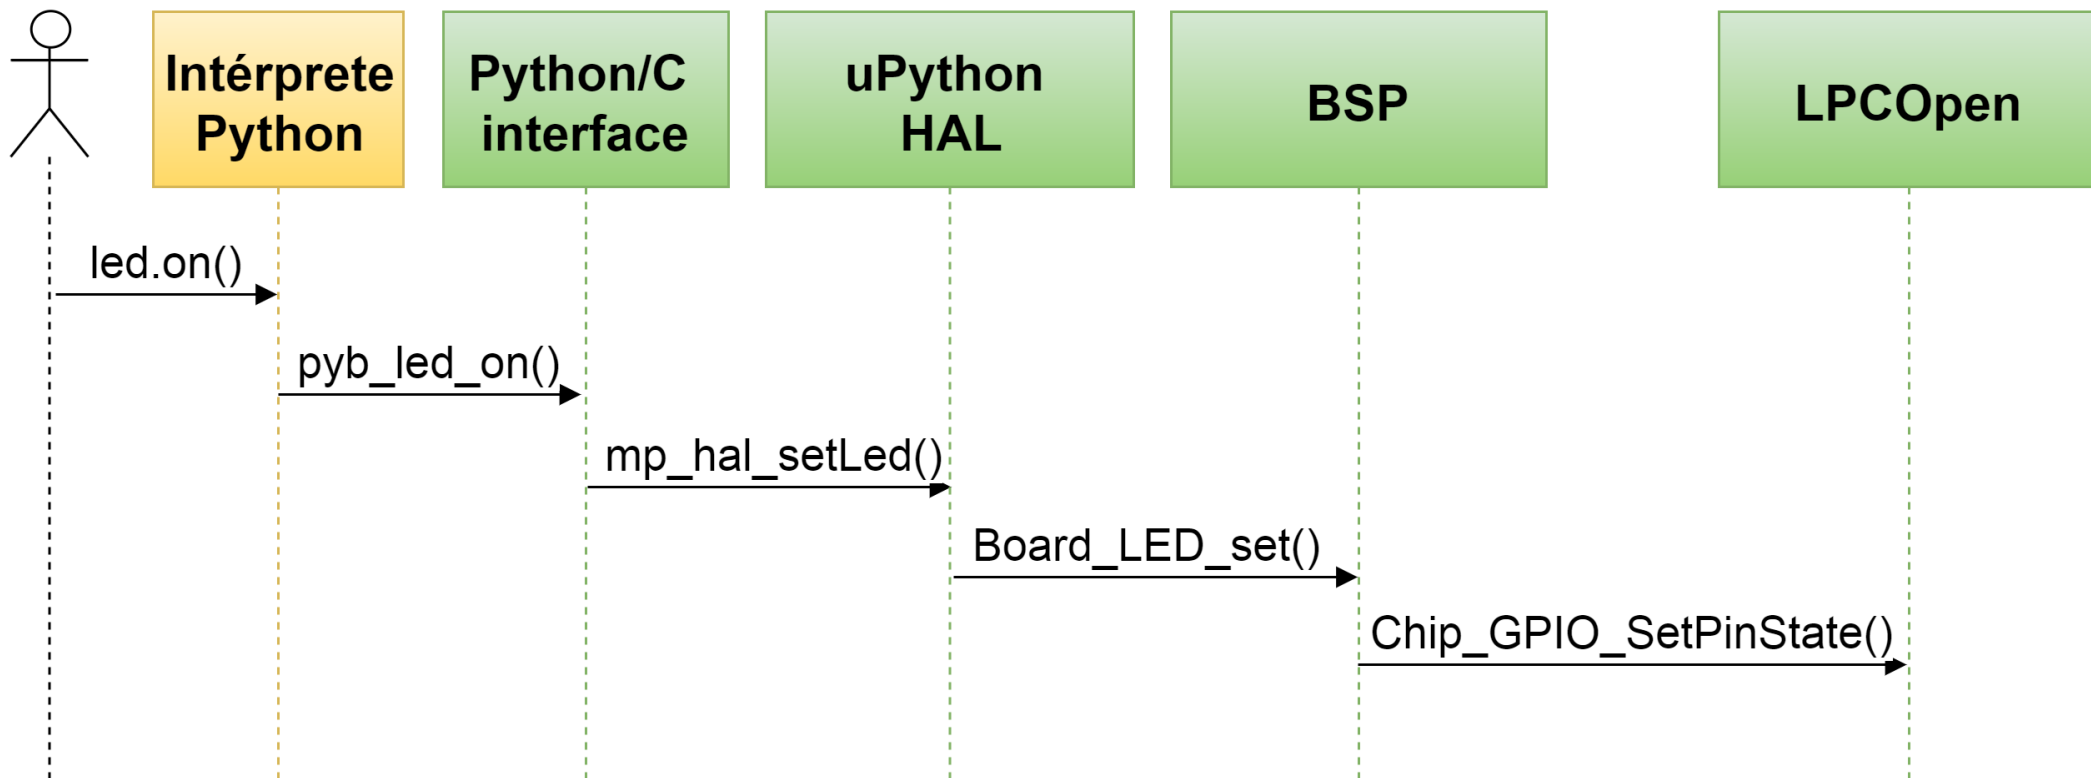 Intérprete
Python
Python/C
interface
uPython
HAL
BSP
LPCOpen
led.on()
pyb_led_on()
mp_hal_setLed()
Board_LED_set()
Chip_GPIO_SetPinState()